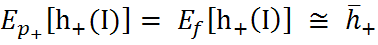 E_{p_+}[h_+(I)] = E_f[h_+(I)] ≅ h̄_+